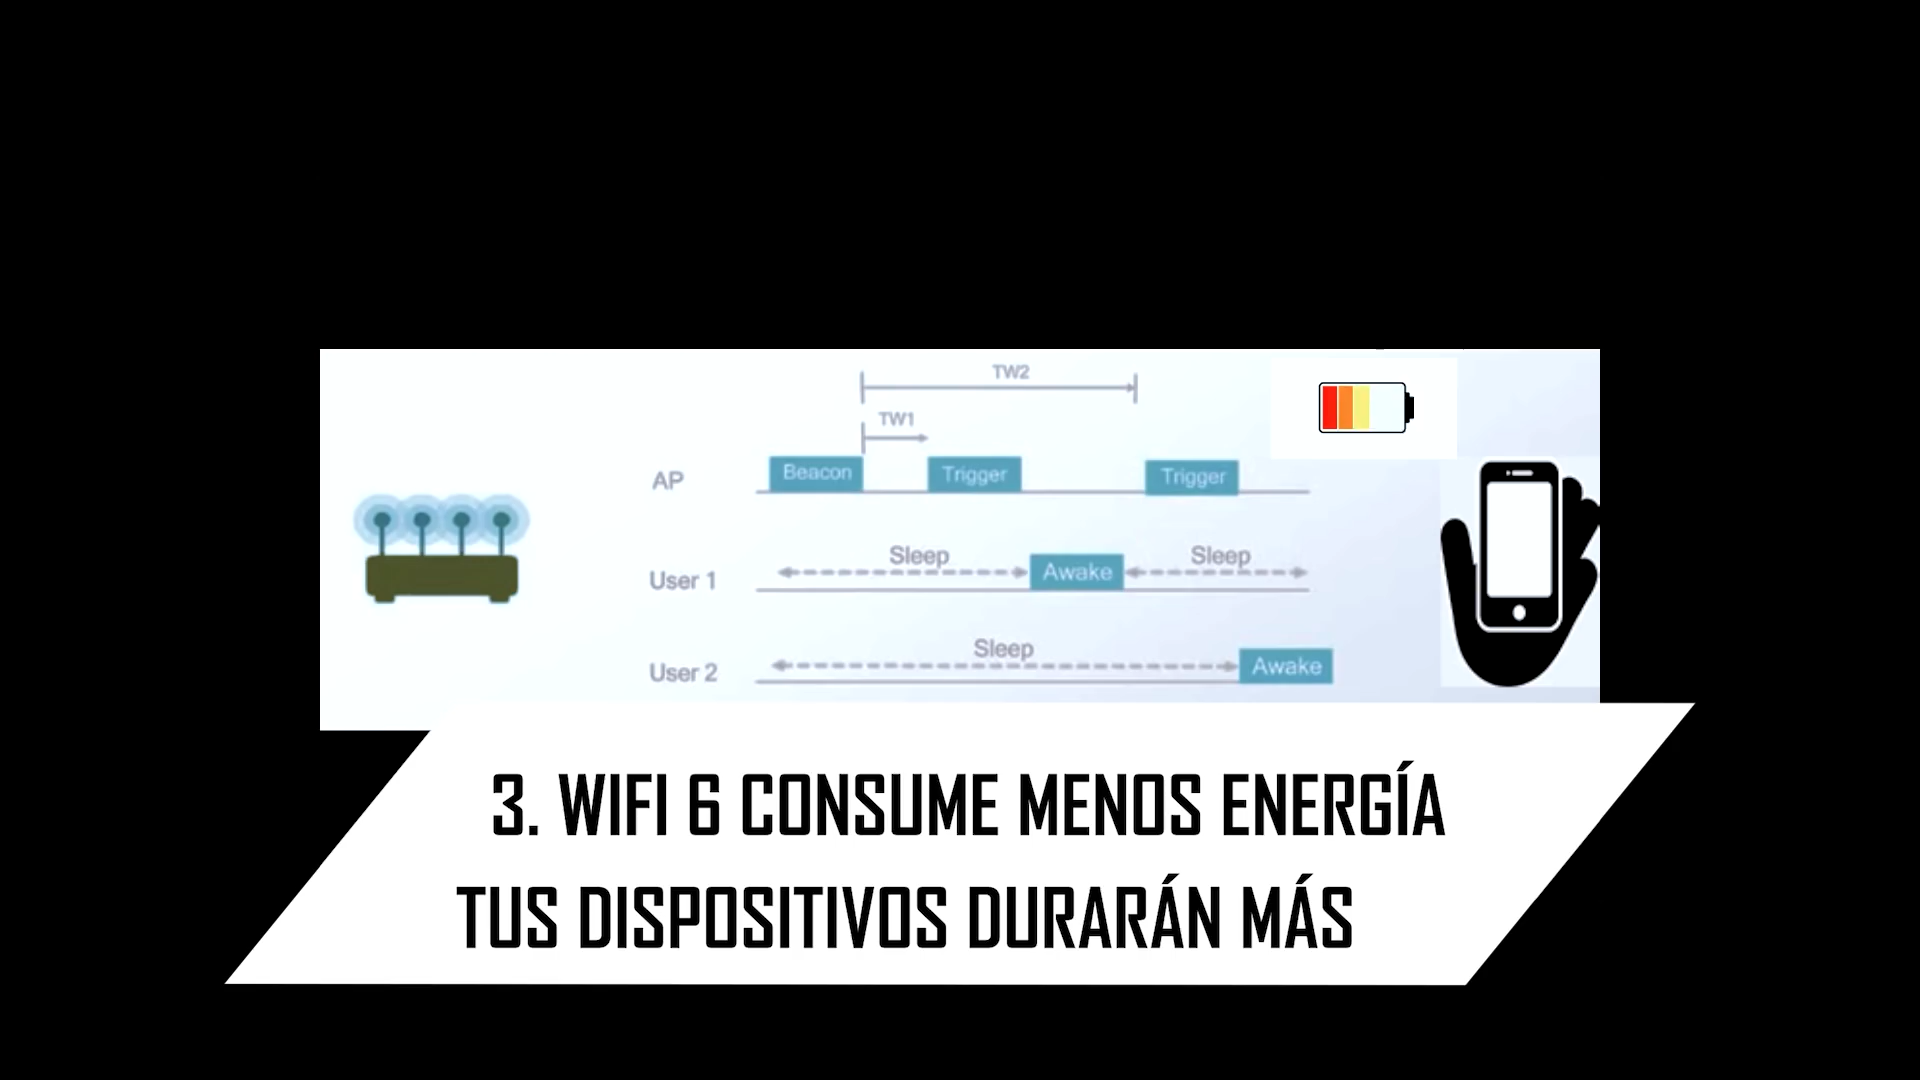 TW2
TW1
AP
Beacon
Trigger
Trigger
User 1
Sleep
Awake
Sleep
User 2
Sleep
Awake
3. WIFI 6 CONSUME MENOS ENERGÍA
TUS DISPOSITIVOS DURARÁN MÁS